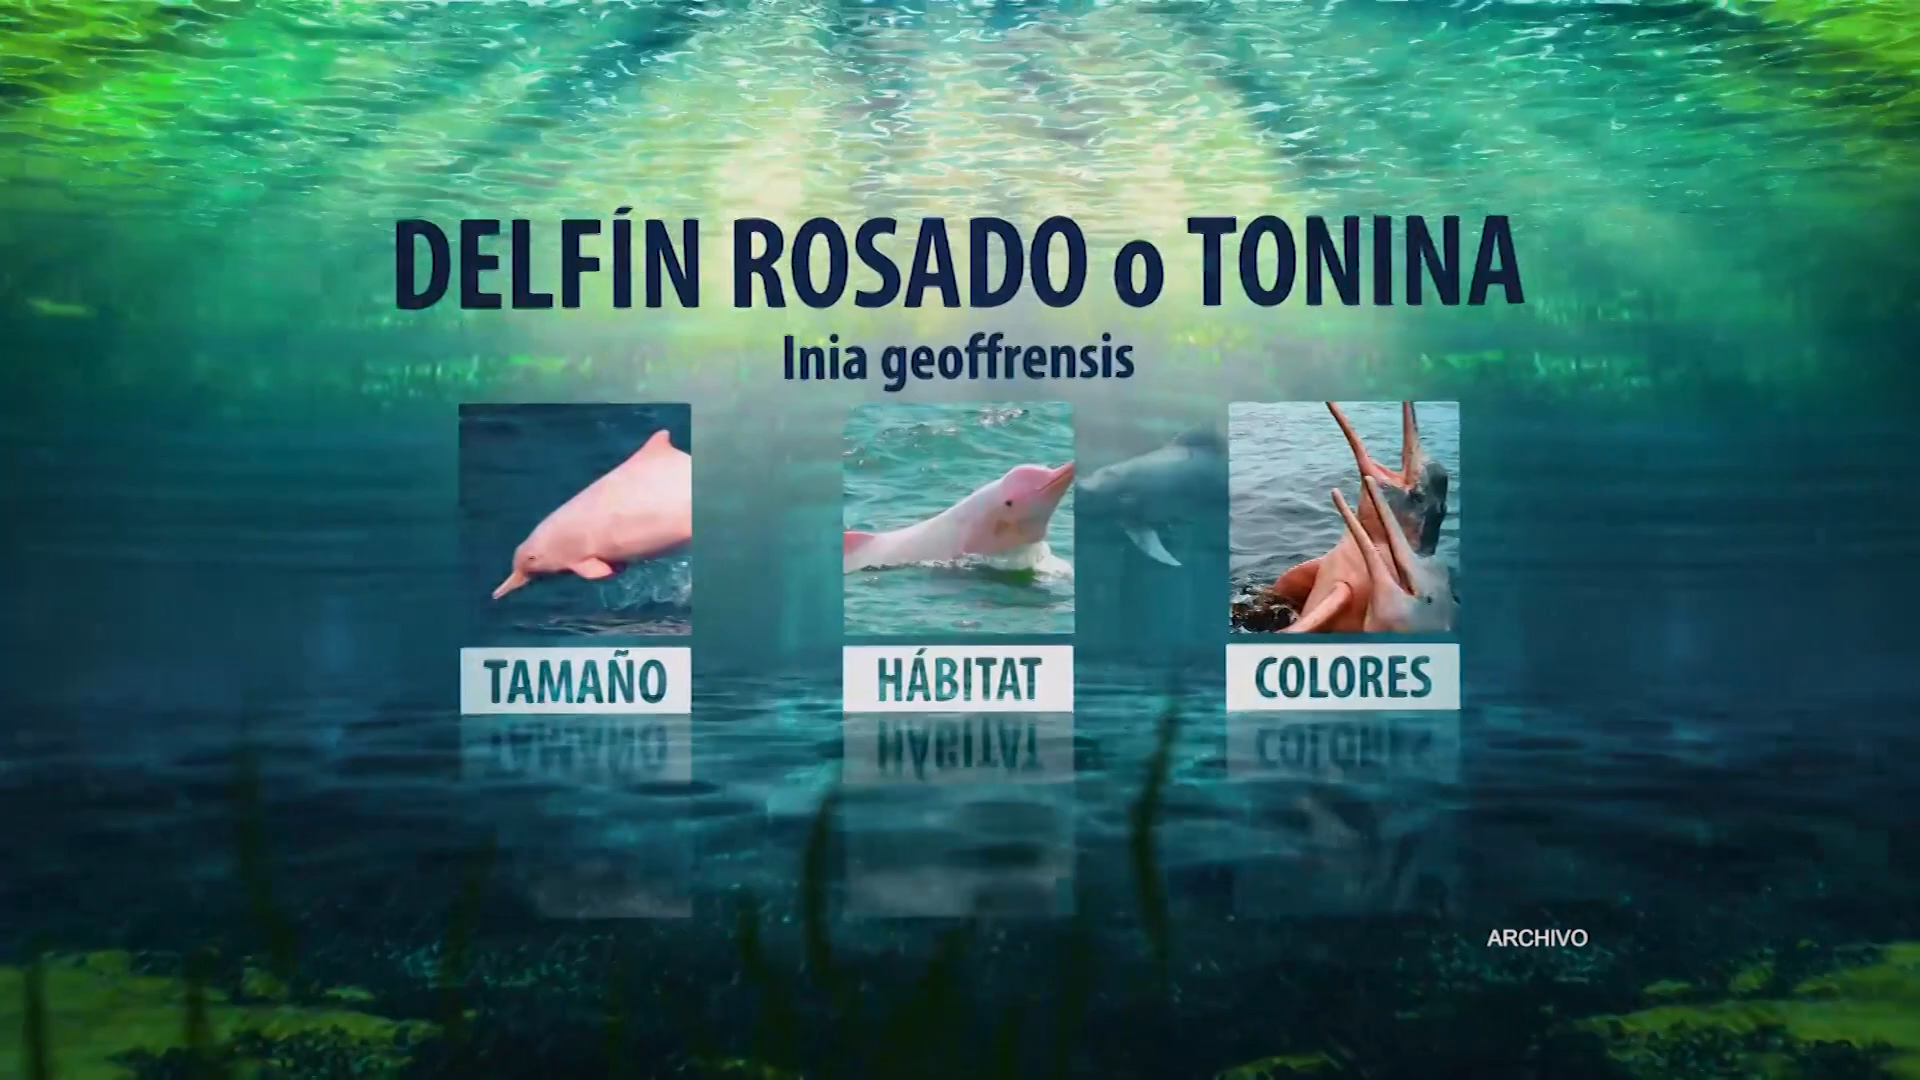 DELFÍN ROSADO o TONINA
Inia geoffrensis
TAMAÑO
HÁBITAT
COLORES
ARCHIVO